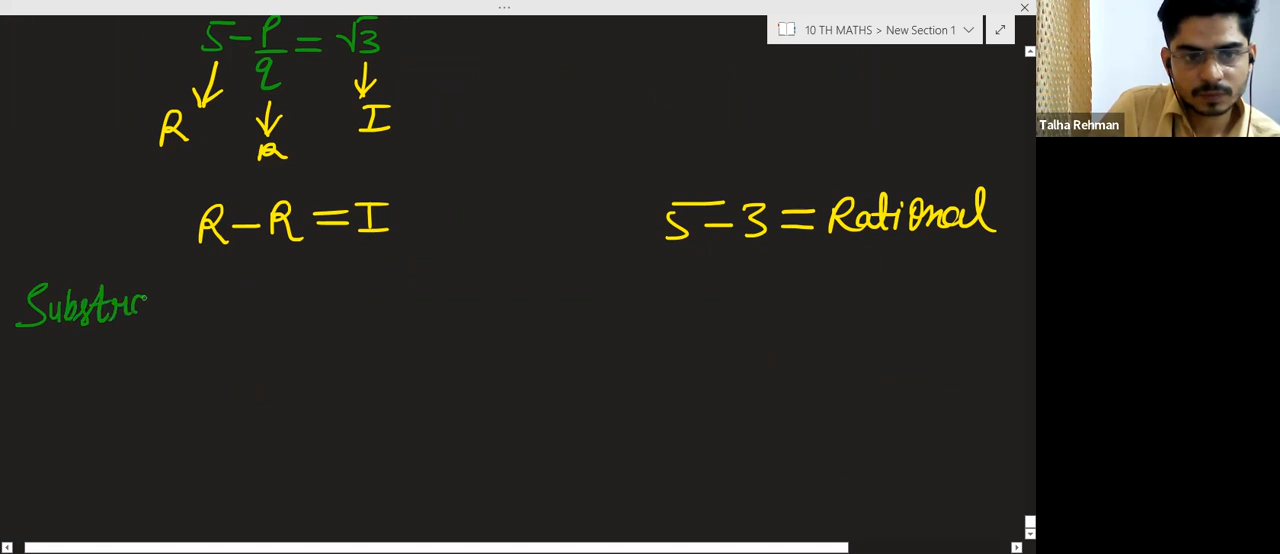 10 TH MATHS > New Section 1
Talha Rehman
5 - p/q = √3
R R I
R - R = I
5 - 3 = Rational
Substra